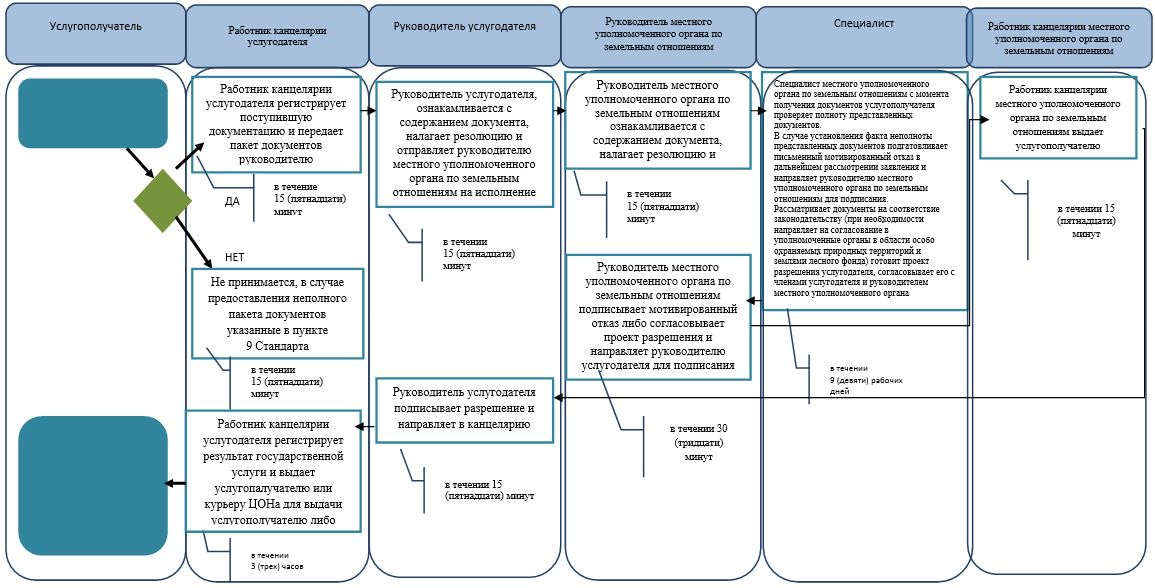 Услугополучатель
Работник канцелярии
услугодателя
Руководитель услугодателя
Руководитель местного
уполномоченного органа по
земельным отношениям
Специалист
Работник канцелярии местного
уполномоченного органа по
земельным отношениям
Работник канцелярии
услугодателя регистрирует
поступившую
документацию и передает
пакет документов
руководителю
ДА
в течение
15 (пятнадцати)
минут
НЕТ
Не принимается, в случае
предоставления неполного
пакета документов
указанные в пункте
9 Стандарта
в течении
15 (пятнадцати)
минут
Работник канцелярии
услугодателя регистрирует
результат государственной
услуги и выдает
услугопалучателю или
курьеру ЦОНа для выдачи
услугополучателю либо
в течении
3 (трех) часов
Руководитель услугодателя,
ознакамливается с
содержанием документа,
налагает резолюцию и
отправляет руководителю
местного уполномоченного
органа по земельным
отношениям на исполнение
в течении
15 (пятнадцати)
минут
Руководитель услугодателя
подписывает разрешение и
направляет в канцелярию
в течении 15
(пятнадцати) минут
Руководитель местного
уполномоченного органа по
земельным отношениям
ознакамливается с
содержанием документа,
налагает резолюцию и
в течении
15 (пятнадцати)
минут
Руководитель местного
уполномоченного органа по
земельным отношениям
подписывает мотивированный
отказ либо согласовывает
проект разрешения и
направляет руководителю
услугодателя для подписания
в течении 30
(тридцати)
минут
Специалист местного уполномоченного
органа по земельным отношениям с момента
получения документов услугополучателя
проверяет полноту представленных
документов.
В случае установления факта неполноты
представленных документов подготавливает
письменный мотивированный отказ в
дальнейшем рассмотрении заявления и
направляет руководителю местного
уполномоченного органа по земельным
отношениям для подписания.
Рассматривает документы на соответствие
законодательству (при необходимости
направляет на согласование в
уполномоченные органы в области особо
охраняемых природных территорий и
землями лесного фонда) готовит проект
разрешения услугодателя, согласовывает его с
членами услугодателя и руководителем
местного уполномоченного органа
в течении
9 (девяти) рабочих
дней
Работник канцелярии
местного уполномоченного
органа по земельным
отношениям выдает
услугополучателю
в течении 15
(пятнадцати)
минут